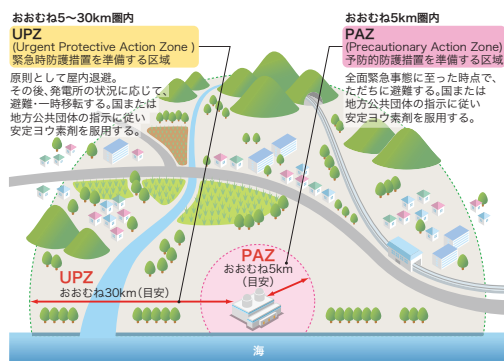 おおむね5〜30km圏内
UPZ
(Urgent Protective Action Zone )
緊急時防護措置を準備する区域
原則として屋内退避。
その後、発電所の状況に応じて、
避難・一時移転する。国または
地方公共団体の指示に従い
安定ヨウ素剤を服用する。
おおむね5km圏内
PAZ
(Precautionary Action Zone)
予防的防護措置を準備する区域
全面緊急事態に至った時点で、
ただちに避難する。国または
地方公共団体の指示に従い
安定ヨウ素剤を服用する。
PAZ
おおむね5km
(目安)
UPZ
おおむね30km(目安)
海